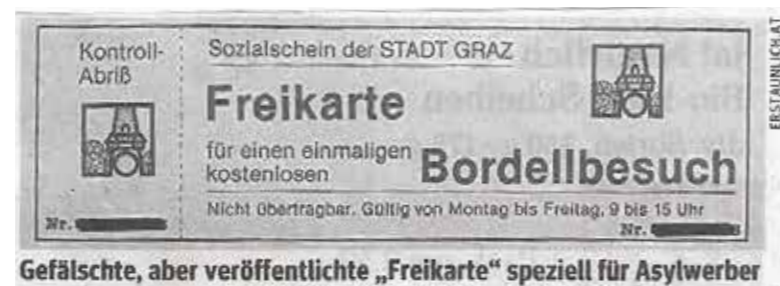 Kontroll-
Abriß
Nr.
Sozialschein der STADT GRAZ
Freikarte
für einen einmaligen
kostenlosen
Bordellbesuch
Nicht übertragbar. Gültig von Montag bis Freitag, 9 bis 15 Uhr
Nr.
ERSTAUNLICH.AT
Gefälschte, aber veröffentlichte „Freikarte“ speziell für Asylwerber